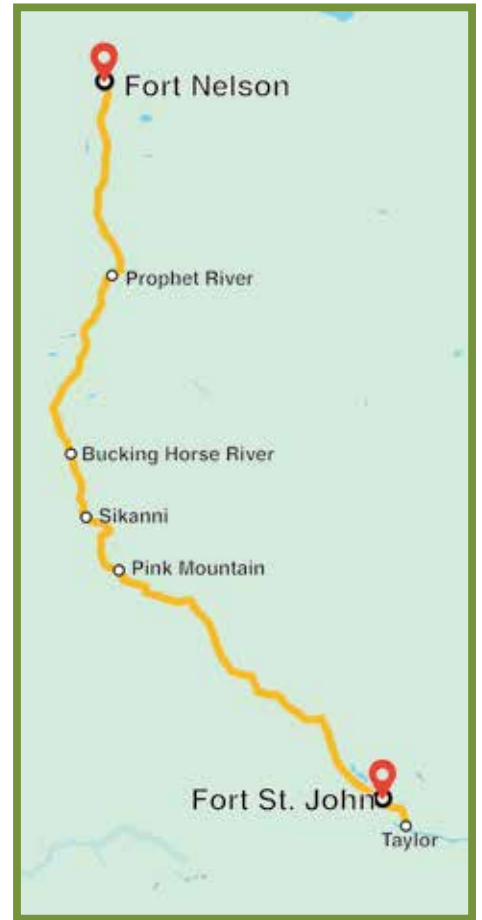 Fort Nelson
Prophet River
Bucking Horse River
Sikanni
Pink Mountain
Fort St. John
Taylor